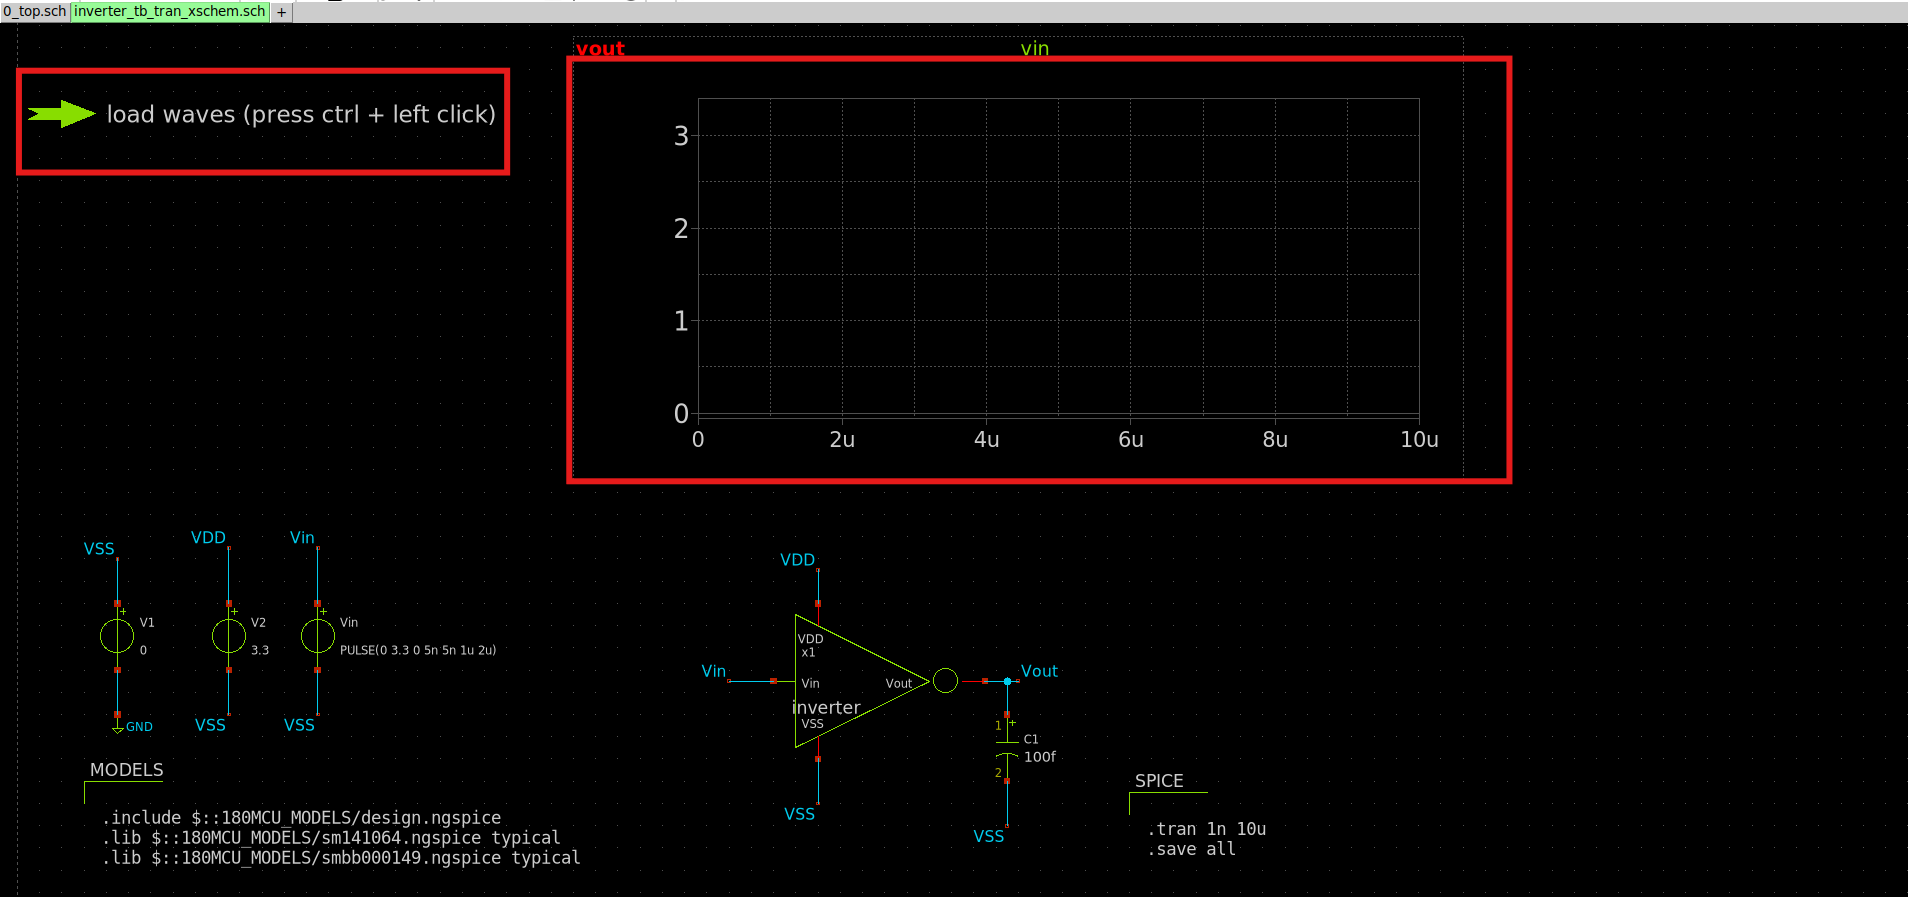 0_top.sch inverter_tb_tran_xschem.sch +
vout vin
load waves (press ctrl + left click)
3
2
1
0
0 2u 4u 6u 8u 10u
VSS VDD Vin
+ + +
V1 V2 Vin
0 3.3 PULSE(0 3.3 0 5n 5n 1u 2u)
GND VSS VSS
VDD
VDD
x1
Vin Vin Vout Vout
inverter
VSS
1 +
C1
100f
2
VSS
VSS
MODELS
.include $::180MCU_MODELS/design.ngspice
.lib $::180MCU_MODELS/sm141064.ngspice typical
.lib $::180MCU_MODELS/smbb000149.ngspice typical
SPICE
.tran 1n 10u
.save all